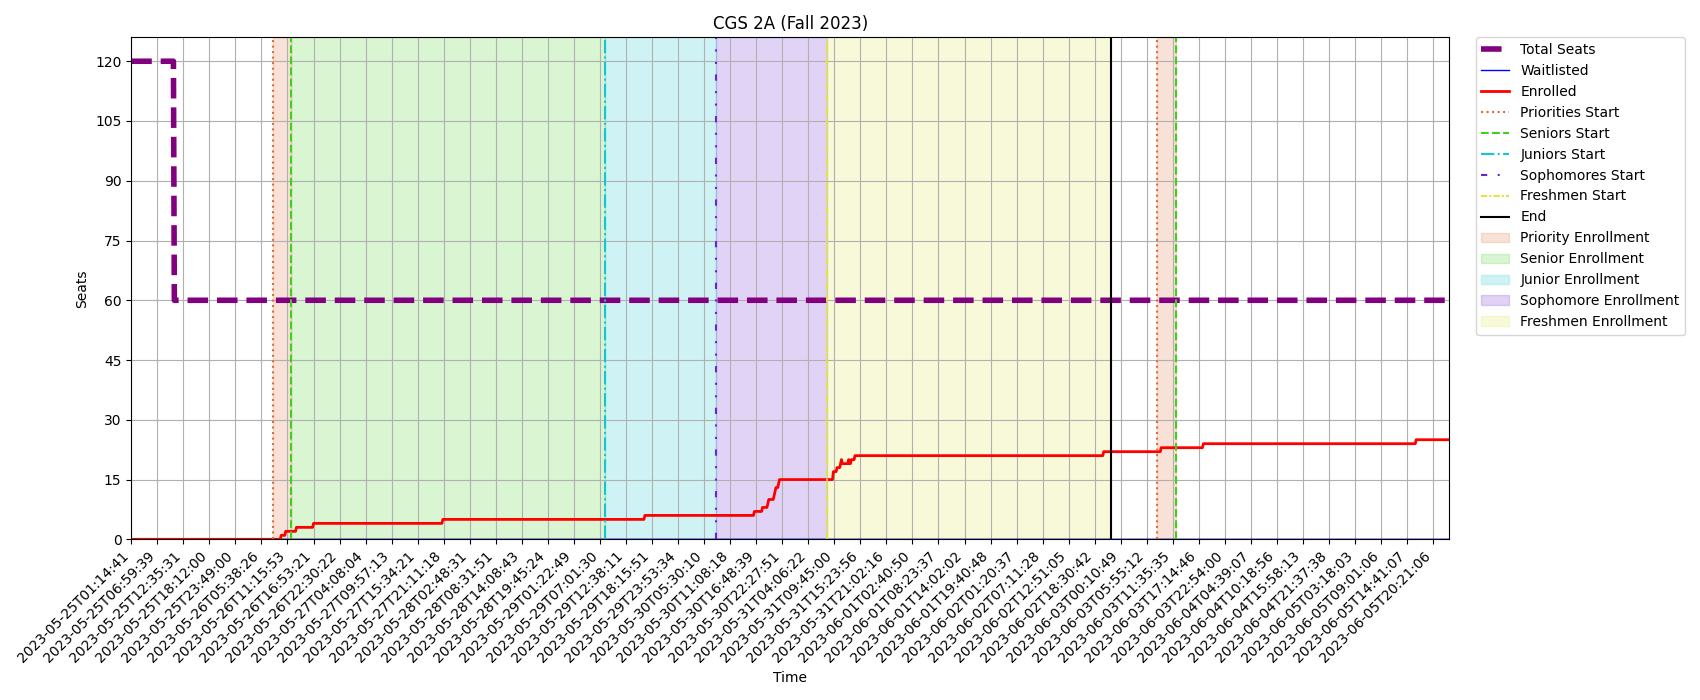 CGS 2A (Fall 2023)
Seats
120
105
90
75
60
45
30
15
0
2023-05-25T01:14:41
2023-05-25T06:59:39
2023-05-25T12:35:31
2023-05-25T18:12:00
2023-05-25T23:49:00
2023-05-26T05:38:26
2023-05-26T11:15:53
2023-05-26T16:53:21
2023-05-26T22:30:22
2023-05-27T04:08:04
2023-05-27T09:57:13
2023-05-27T15:34:21
2023-05-27T21:11:18
2023-05-28T02:48:31
2023-05-28T08:31:51
2023-05-28T14:08:43
2023-05-28T19:45:24
2023-05-29T01:22:49
2023-05-29T07:01:30
2023-05-29T12:38:11
2023-05-29T18:15:51
2023-05-29T23:53:34
2023-05-30T05:30:10
2023-05-30T11:08:18
2023-05-30T16:48:39
2023-05-30T22:27:51
2023-05-31T04:06:22
2023-05-31T09:45:00
2023-05-31T15:23:56
2023-05-31T21:02:16
2023-06-01T02:40:50
2023-06-01T08:23:37
2023-06-01T14:02:02
2023-06-01T19:40:48
2023-06-02T01:20:37
2023-06-02T07:11:28
2023-06-02T12:51:05
2023-06-02T18:30:42
2023-06-03T00:10:49
2023-06-03T05:55:12
2023-06-03T11:35:35
2023-06-03T17:14:46
2023-06-03T22:54:00
2023-06-04T04:39:07
2023-06-04T10:18:56
2023-06-04T15:58:13
2023-06-04T21:37:38
2023-06-05T03:18:03
2023-06-05T09:01:06
2023-06-05T14:41:07
2023-06-05T20:21:06
Time
Total Seats
Waitlisted
Enrolled
Priorities Start
Seniors Start
Juniors Start
Sophomores Start
Freshmen Start
End
Priority Enrollment
Senior Enrollment
Junior Enrollment
Sophomore Enrollment
Freshmen Enrollment